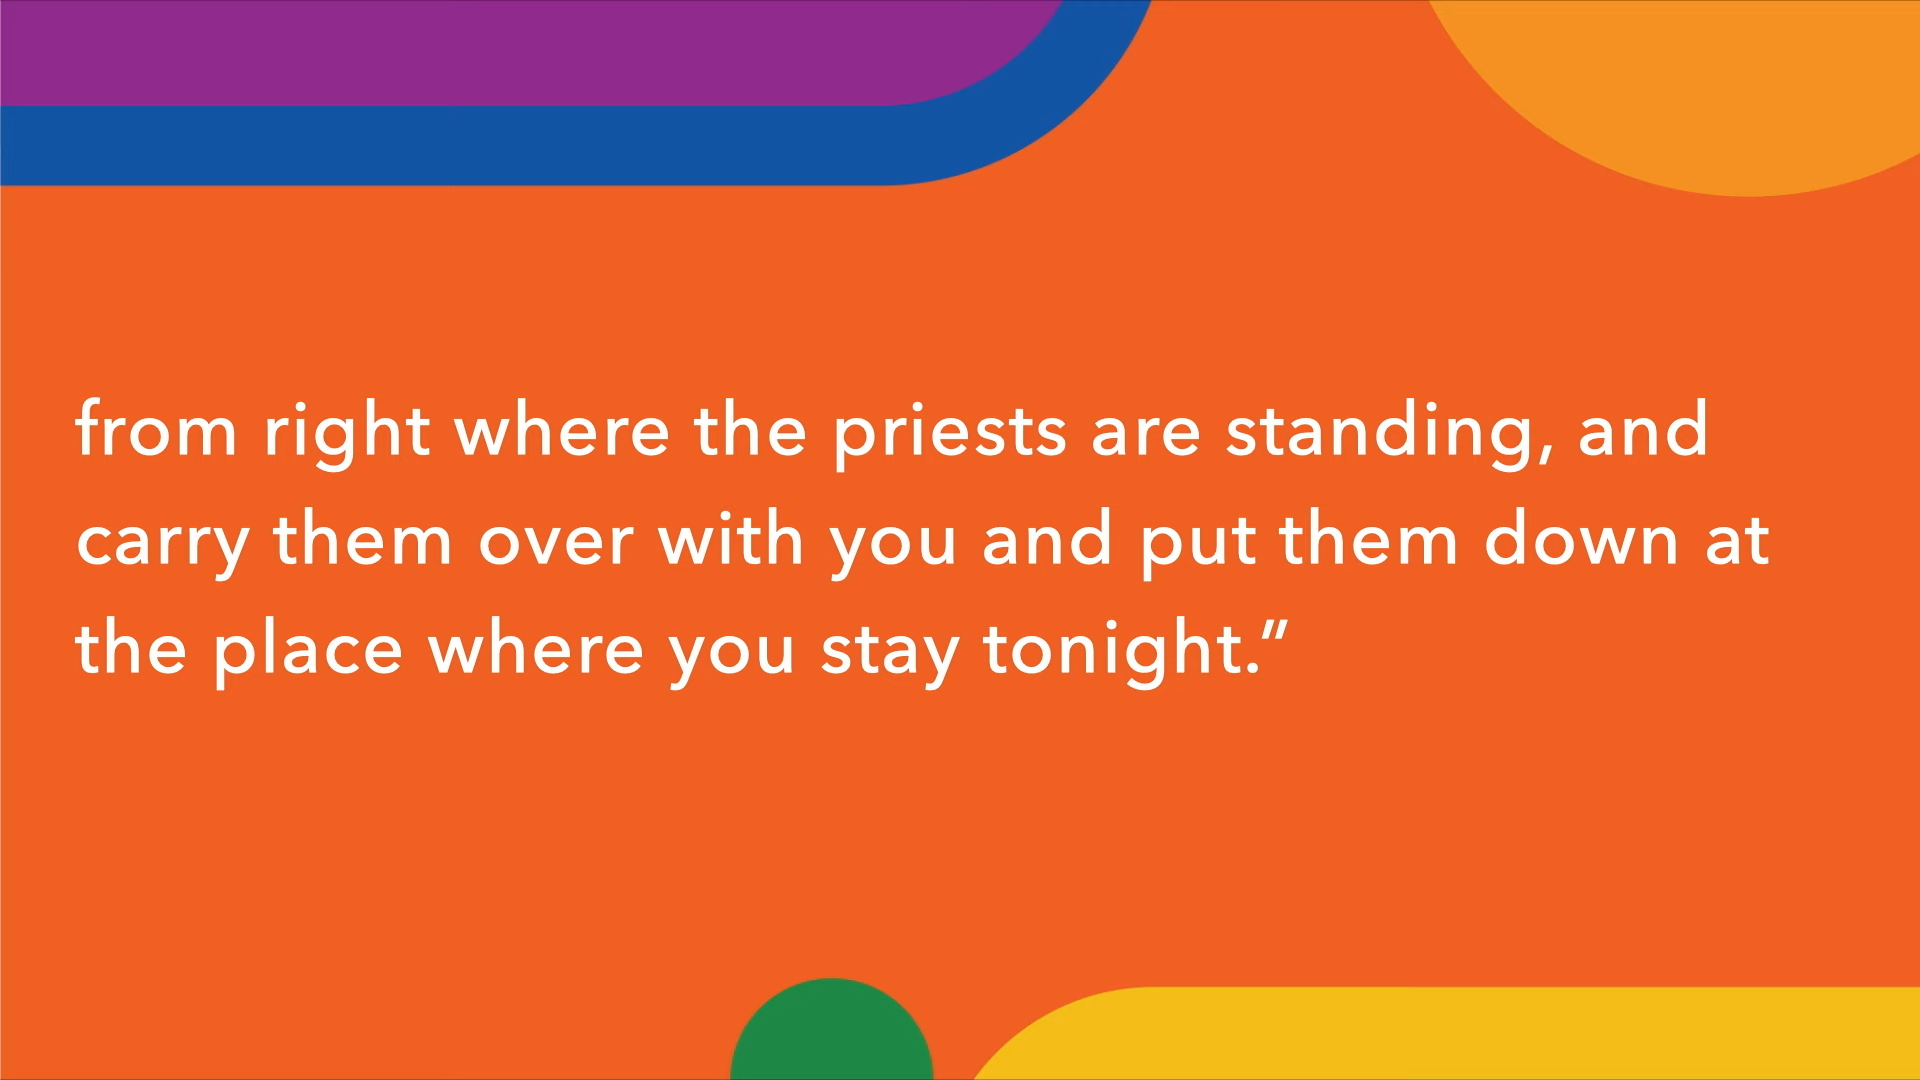 from right where the priests are standing, and
carry them over with you and put them down at
the place where you stay tonight.”